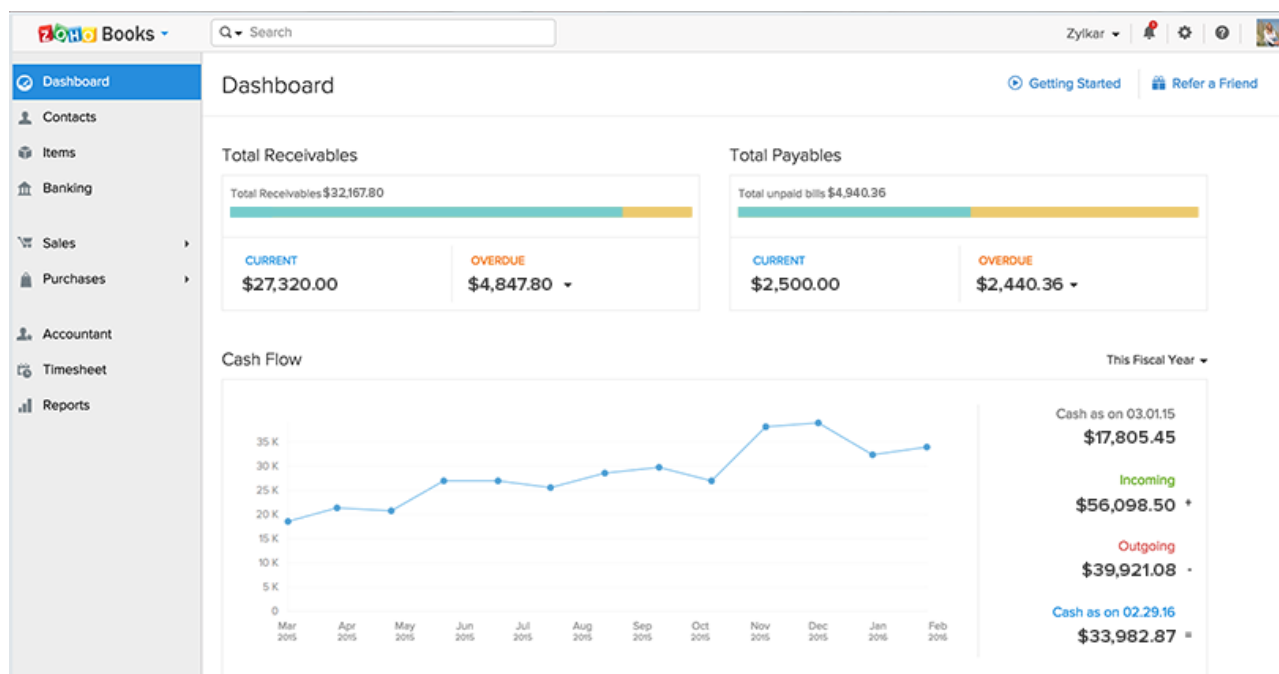 ZOHO Books
Search
Zylkar
Dashboard
Contacts
Items
Banking
Sales
Purchases
Accountant
Timesheet
Reports
Dashboard
Getting Started
Refer a Friend
Total Receivables
Total Receivables $32,167.80
CURRENT
$27,320.00
OVERDUE
$4,847.80
Total Payables
Total unpaid bills $4,940.36
CURRENT
$2,500.00
OVERDUE
$2,440.36
Cash Flow
This Fiscal Year
35 K
30 K
25 K
20 K
15 K
10 K
5 K
0
Mar Apr May Jun Jul Aug Sep Oct Nov Dec Jan Feb
2015 2015 2015 2015 2015 2015 2015 2015 2015 2015 2016 2016
Cash as on 03.01.15
$17,805.45
Incoming
$56,098.50 +
Outgoing
$39,921.08 -
Cash as on 02.29.16
$33,982.87 =